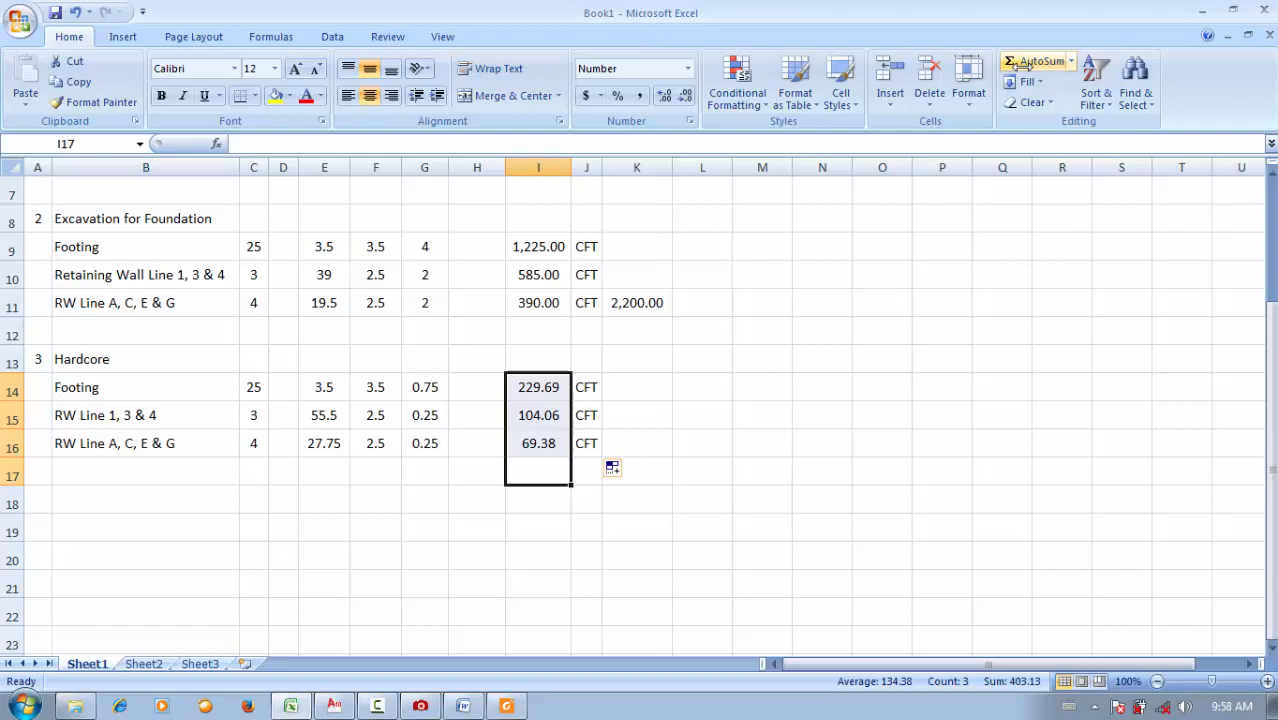 Book1 - Microsoft Excel
Home Insert Page Layout Formulas Data Review View
Paste
Cut
Copy
Format Painter
Clipboard
Calibri 12
B I U A
Font
Wrap Text
Merge & Center
Alignment
Number
$ % ,
Number
Conditional Formatting
Format as Table
Cell Styles
Styles
Insert Delete Format
Cells
Σ AutoSum
Fill
Clear
Sort & Filter
Find & Select
Editing
I17 fx
A B C D E F G H I J K L M N O P Q R S T U
7
8 2 Excavation for Foundation
9 Footing 25 3.5 3.5 4 1,225.00 CFT
10 Retaining Wall Line 1, 3 & 4 3 39 2.5 2 585.00 CFT
11 RW Line A, C, E & G 4 19.5 2.5 2 390.00 CFT 2,200.00
12
13 3 Hardcore
14 Footing 25 3.5 3.5 0.75 229.69 CFT
15 RW Line 1, 3 & 4 3 55.5 2.5 0.25 104.06 CFT
16 RW Line A, C, E & G 4 27.75 2.5 0.25 69.38 CFT
17
18
19
20
21
22
23
Sheet1 Sheet2 Sheet3
Ready Average: 134.38 Count: 3 Sum: 403.13 100%
9:58 AM